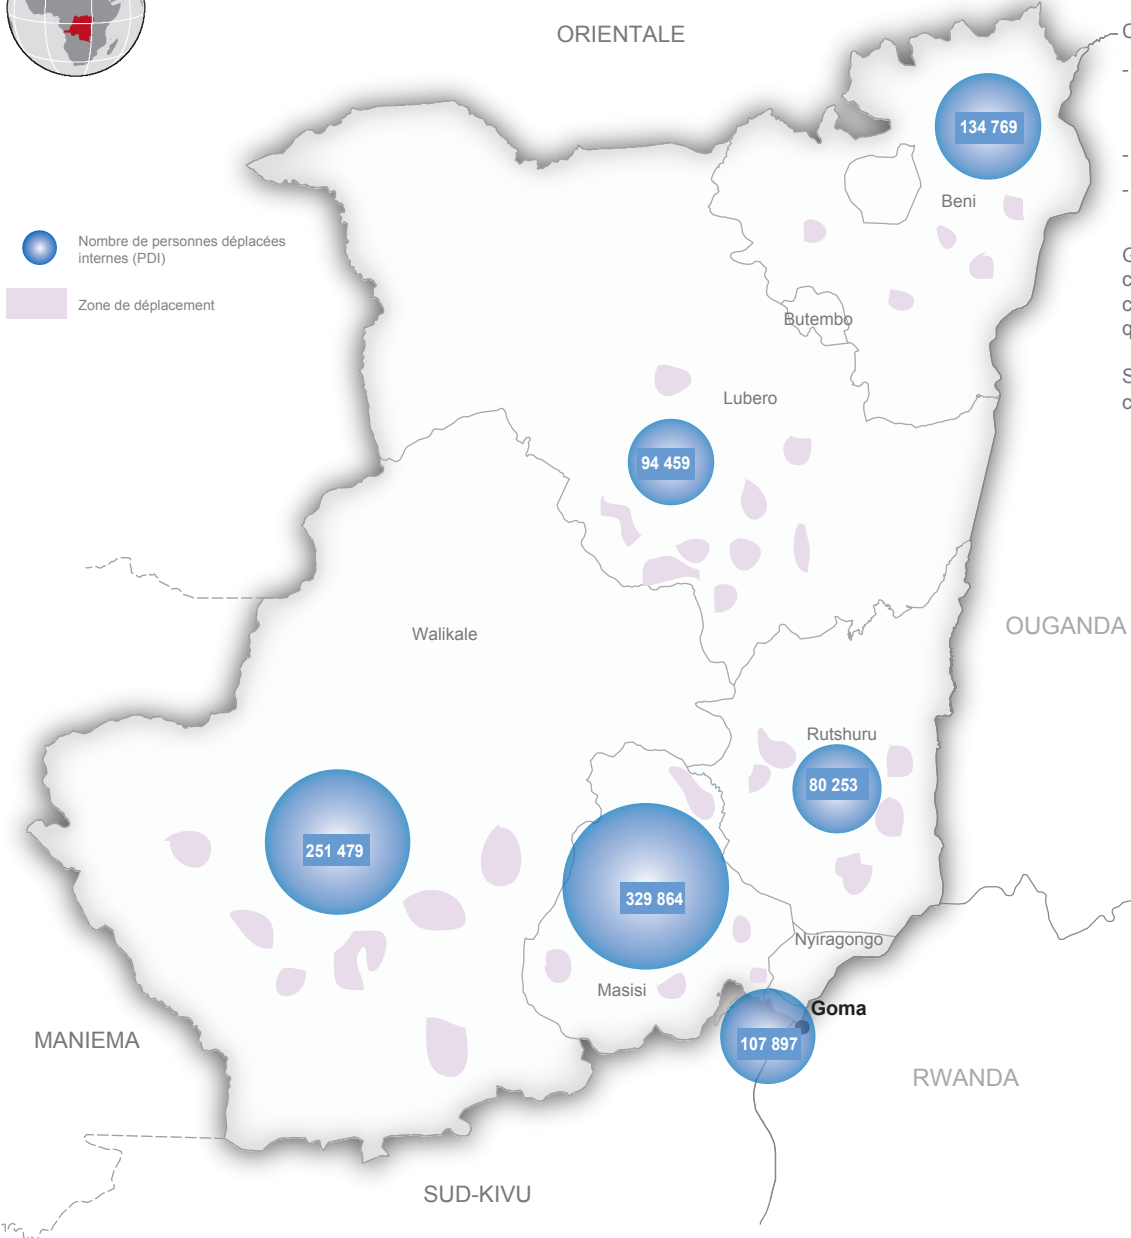 ORIENTALE
C
-
134 769
-
-
Beni
Nombre de personnes déplacées
internes (PDI)
G
c
Zone de déplacement
c
Butembo
q
S
Lubero
c
94 459
OUGANDA
Walikale
Rutshuru
80 253
251 479
329 864
Nyiragongo
Masisi
Goma
MANIEMA
107 897
RWANDA
SUD-KIVU